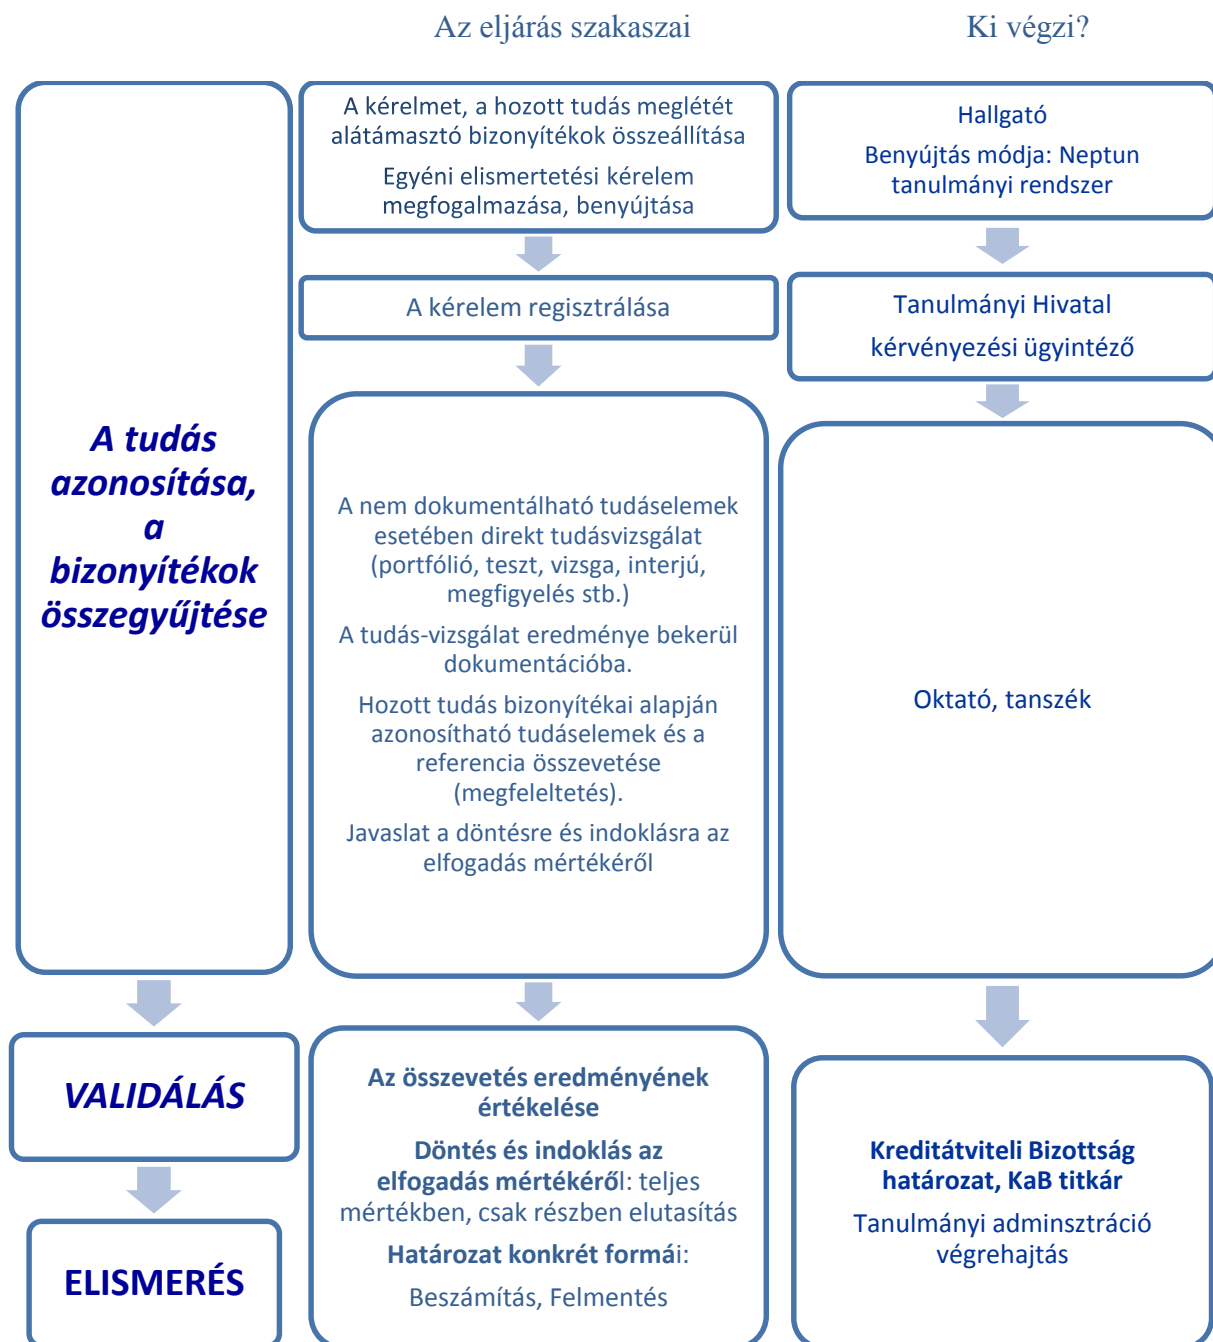 Az eljárás szakaszai
Ki végzi?
A tudás
azonosítása,
a
bizonyítékok
összegyűjtése
A kérelmet, a hozott tudás meglétét
alátámasztó bizonyítékok összeállítása
Egyéni elismertetési kérelem
megfogalmazása, benyújtása
Hallgató
Benyújtás módja: Neptun
tanulmányi rendszer
A kérelem regisztrálása
Tanulmányi Hivatal
kérvényezési ügyintéző
A nem dokumentálható tudáselemek
esetében direkt tudásvizsgálat
(portfólió, teszt, vizsga, interjú,
megfigyelés stb.)
A tudás-vizsgálat eredménye bekerül
dokumentációba.
Hozott tudás bizonyítékai alapján
azonosítható tudáselemek és a
referencia összevetése
(megfeleltetés).
Javaslat a döntésre és indoklásra az
elfogadás mértékéről
Oktató, tanszék
VALIDÁLÁS
ELISMERÉS
Az összevetés eredményének
értékelése
Döntés és indoklás az
elfogadás mértékéről: teljes
mértékben, csak részben elutasítás
Határozat konkrét formái:
Beszámítás, Felmentés
Kreditátviteli Bizottság
határozat, KaB titkár
Tanulmányi adminsztráció
végrehajtás